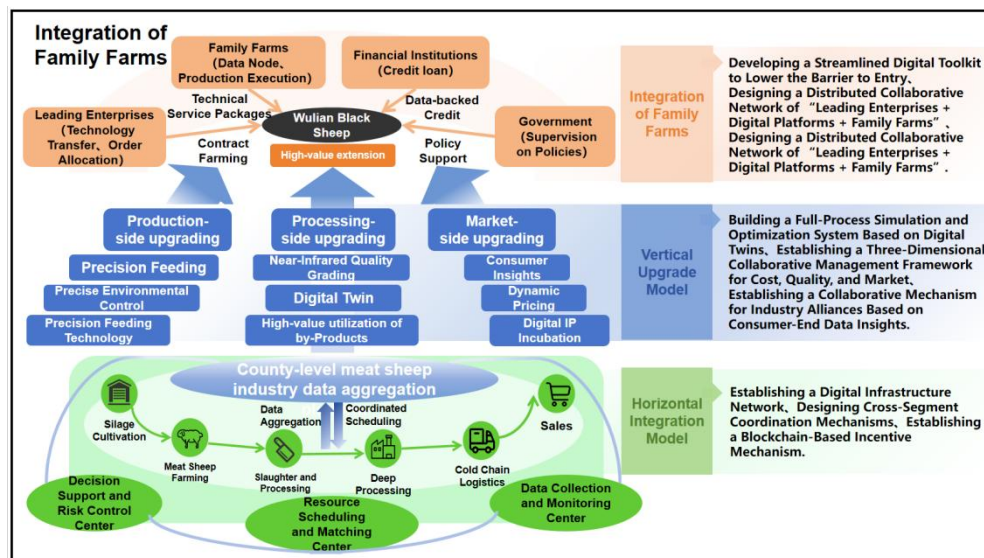 Integration of
Family Farms
Family Farms
(Data Node、
Production Execution)
Financial Institutions
(Credit loan)
Leading Enterprises
(Technology
Transfer、Order
Allocation)
Technical
Service Packages
Wulian Black
Sheep
Data-backed
Credit
Government
(Supervision
on Policies)
Contract
Farming
High-value extension
Policy
Support
Integration
of Family
Farms
Developing a Streamlined Digital Toolkit
to Lower the Barrier to Entry、
Designing a Distributed Collaborative
Network of “Leading Enterprises +
Digital Platforms + Family Farms”、
Designing a Distributed Collaborative
Network of “Leading Enterprises +
Digital Platforms + Family Farms”.
Production-
side upgrading
Precision Feeding
Precise Environmental
Control
Precision Feeding
Technology
Processing-
side upgrading
Near-Infrared Quality
Grading
Digital Twin
High-value utilization of
by-Products
Market-
side upgrading
Consumer
Insights
Dynamic
Pricing
Digital IP
Incubation
Vertical
Upgrade
Model
Building a Full-Process Simulation and
Optimization System Based on Digital
Twins、Establishing a Three-Dimensional
Collaborative Management Framework
for Cost, Quality, and Market、
Establishing a Collaborative Mechanism
for Industry Alliances Based on
Consumer-End Data Insights.
County-level meat sheep
industry data aggregation
Data
Aggregation
Coordinated
Scheduling
Silage
Cultivation
Meat Sheep
Farming
Slaughter and
Processing
Deep
Processing
Cold Chain
Logistics
Sales
Decision
Support and
Risk Control
Center
Resource
Scheduling
and Matching
Center
Data Collection
and Monitoring
Center
Horizontal
Integration
Model
Establishing a Digital Infrastructure
Network、Designing Cross-Segment
Coordination Mechanisms、Establishing
a Blockchain-Based Incentive
Mechanism.